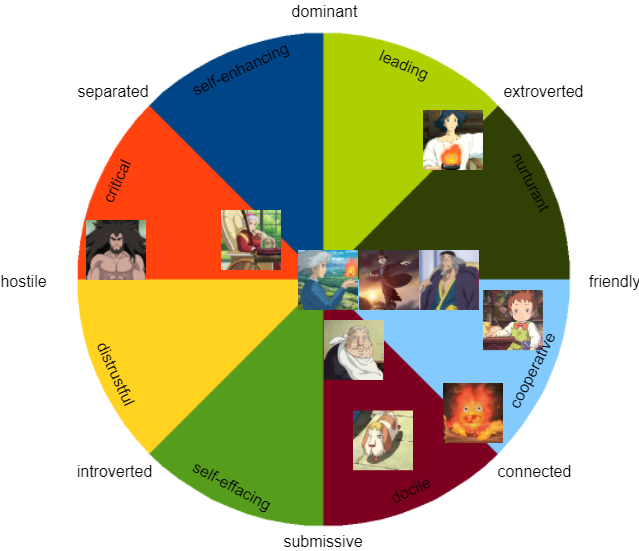 dominant
self-enhancing
leading
separated
extroverted
critical
nurturant
hostile
friendly
distrustful
cooperative
introverted
self-effacing
docile
connected
submissive